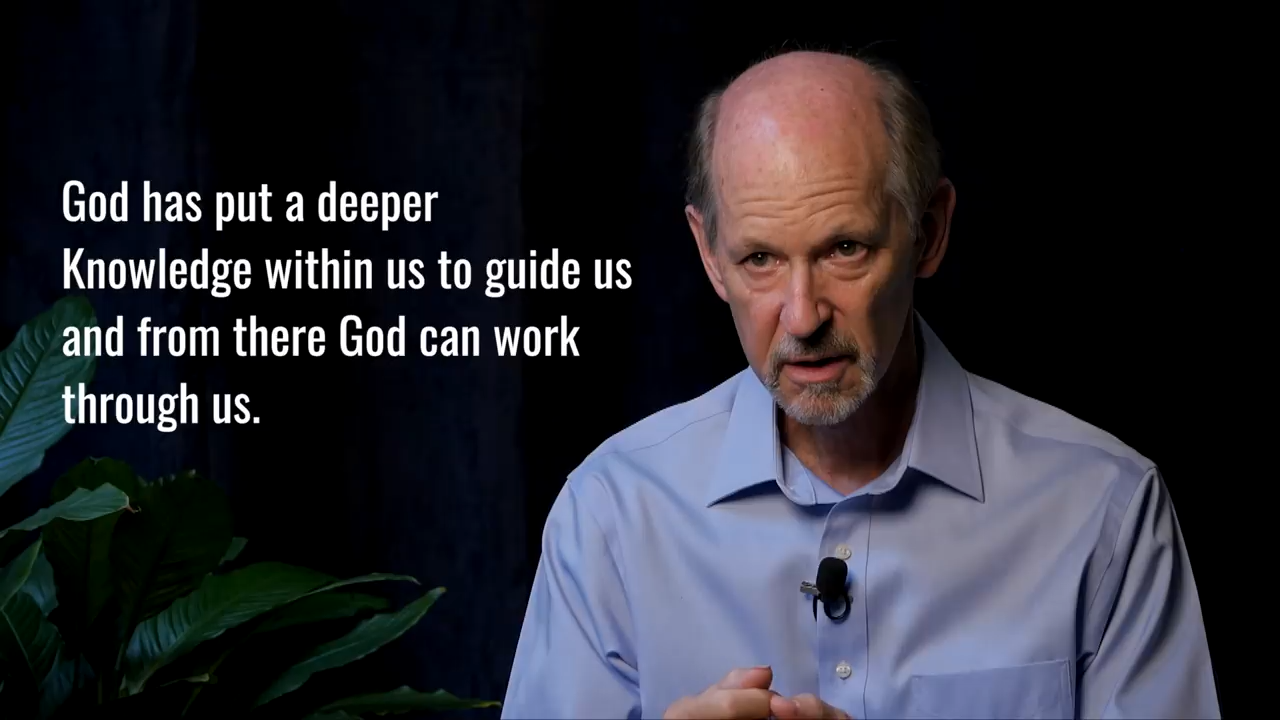 God has put a deeper
Knowledge within us to guide us
and from there God can work
through us.